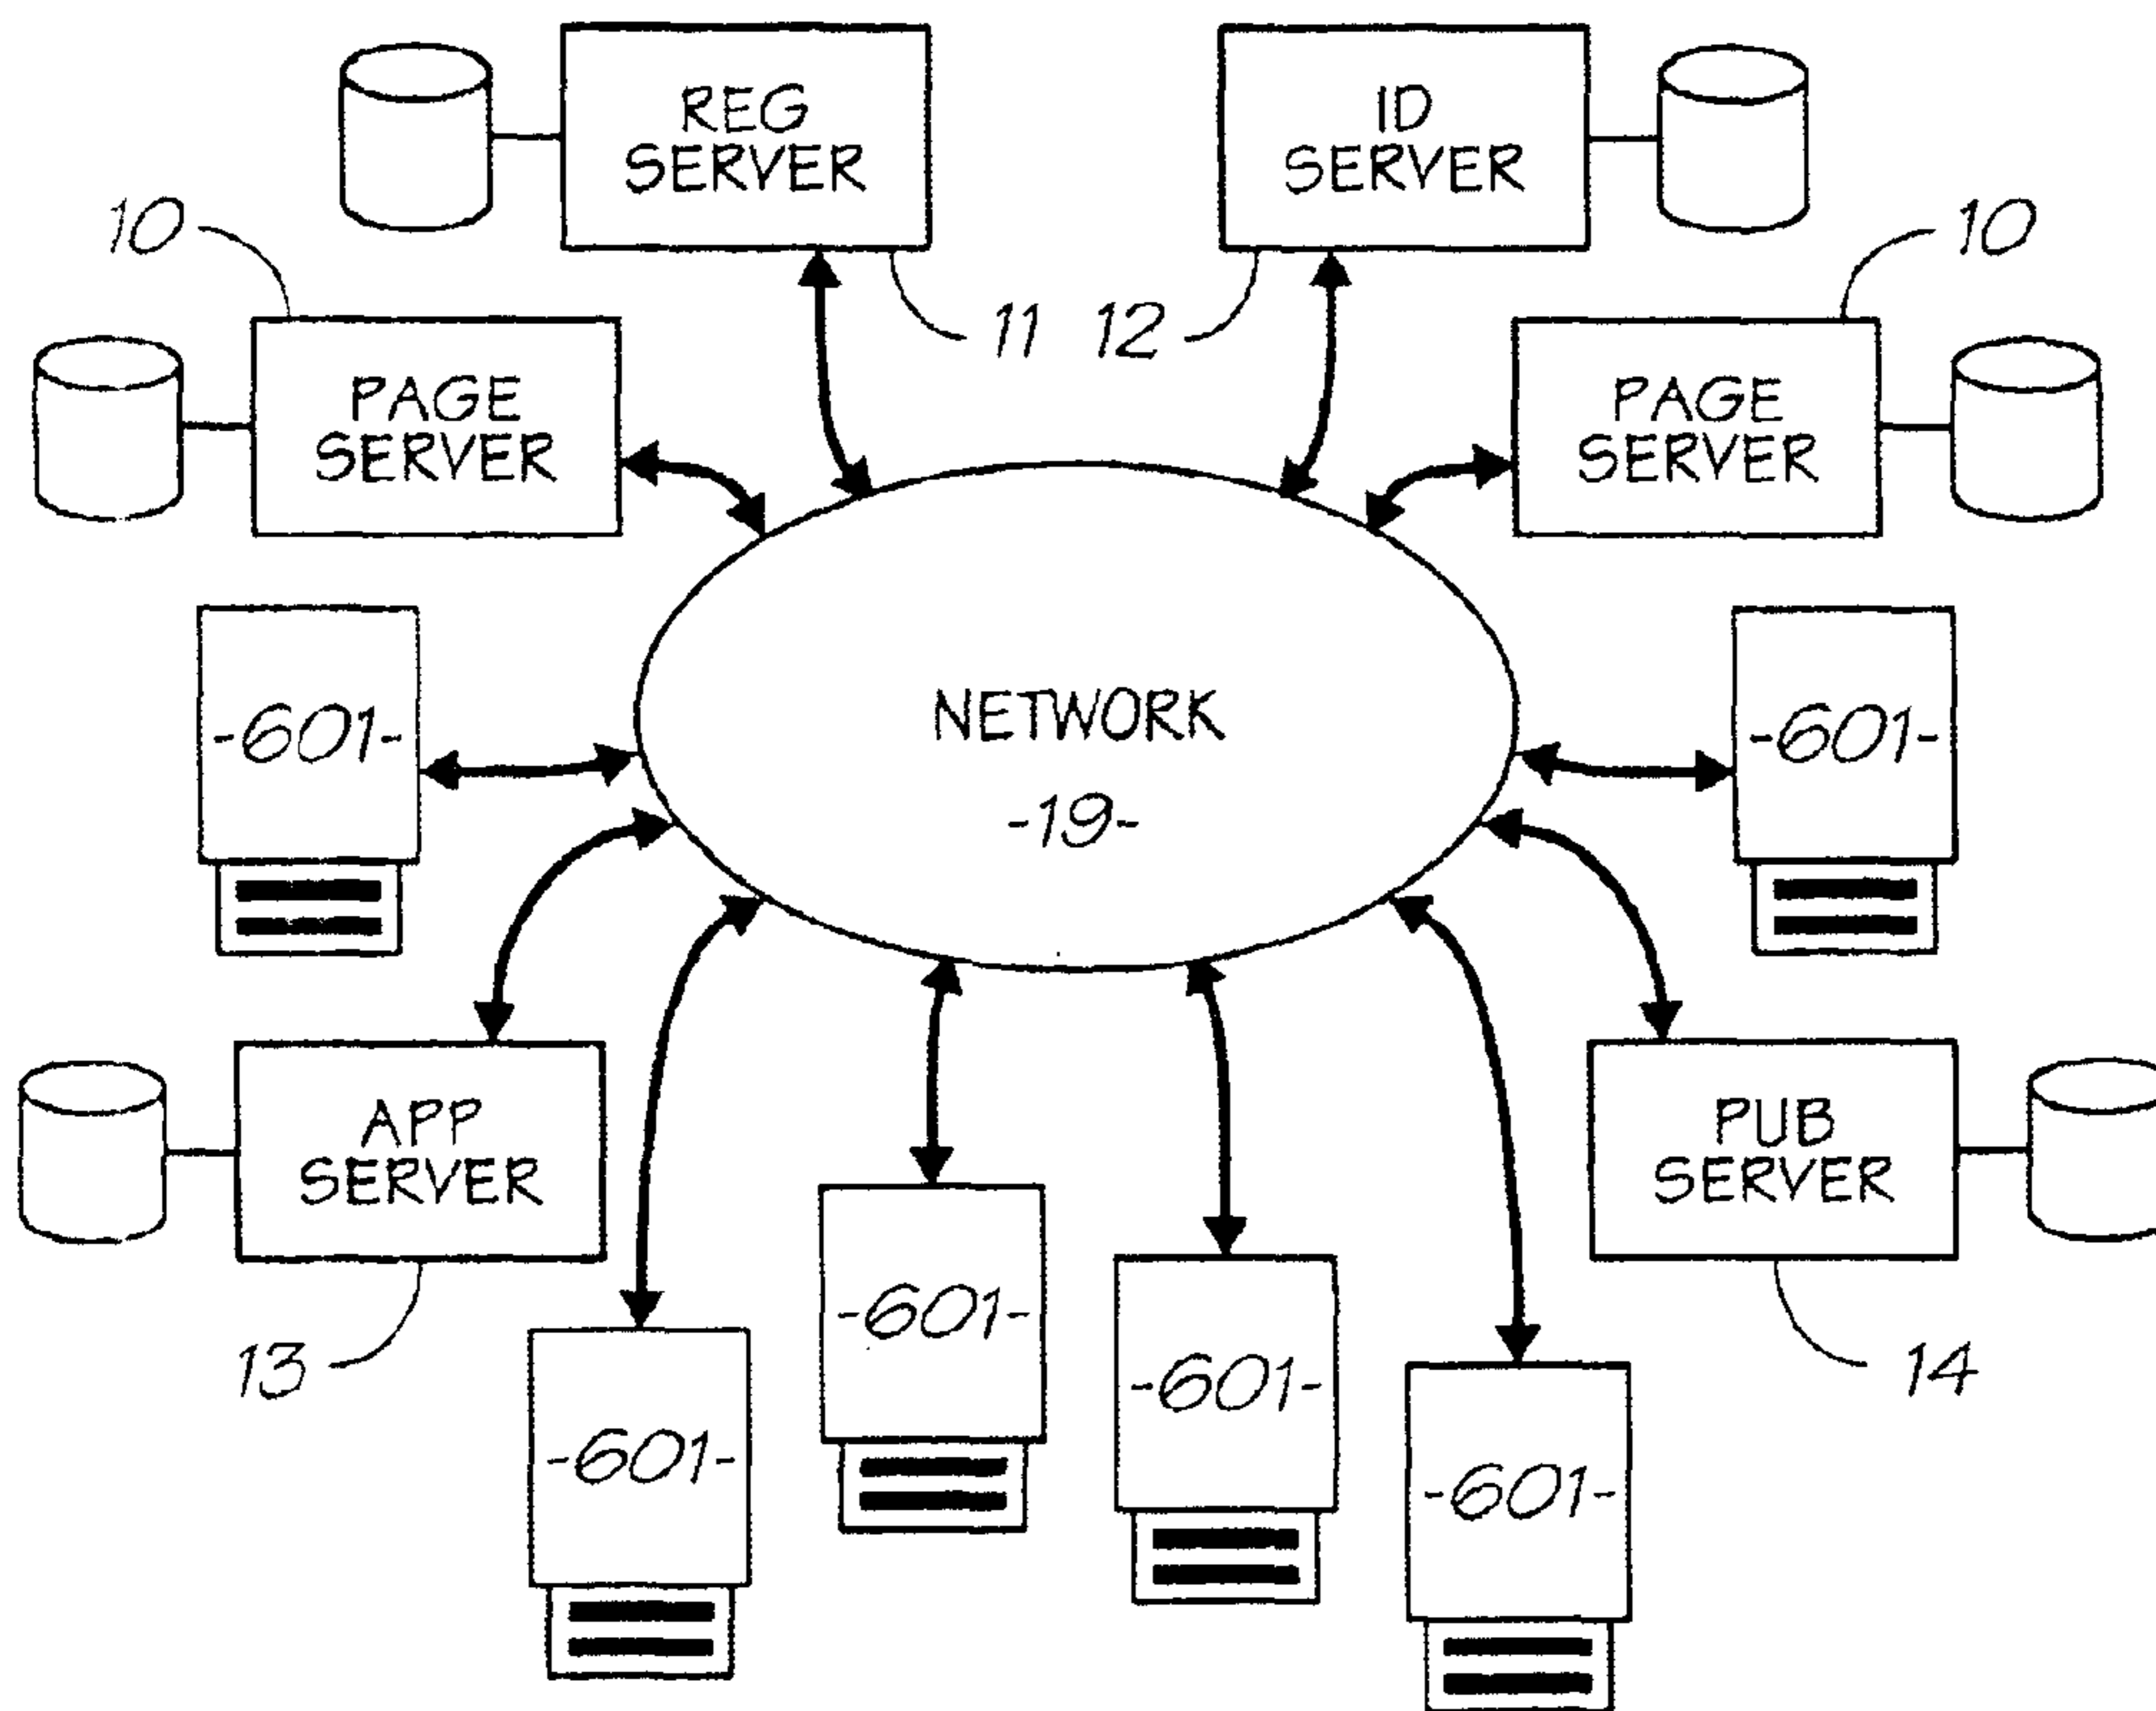 REG
SERVER
ID
SERVER
10
10
11
12
PAGE
SERVER
PAGE
SERVER
-601-
NETWORK
-19-
-601-
APP
SERVER
PUB
SERVER
13
-601-
-601-
-601-
-601-
14